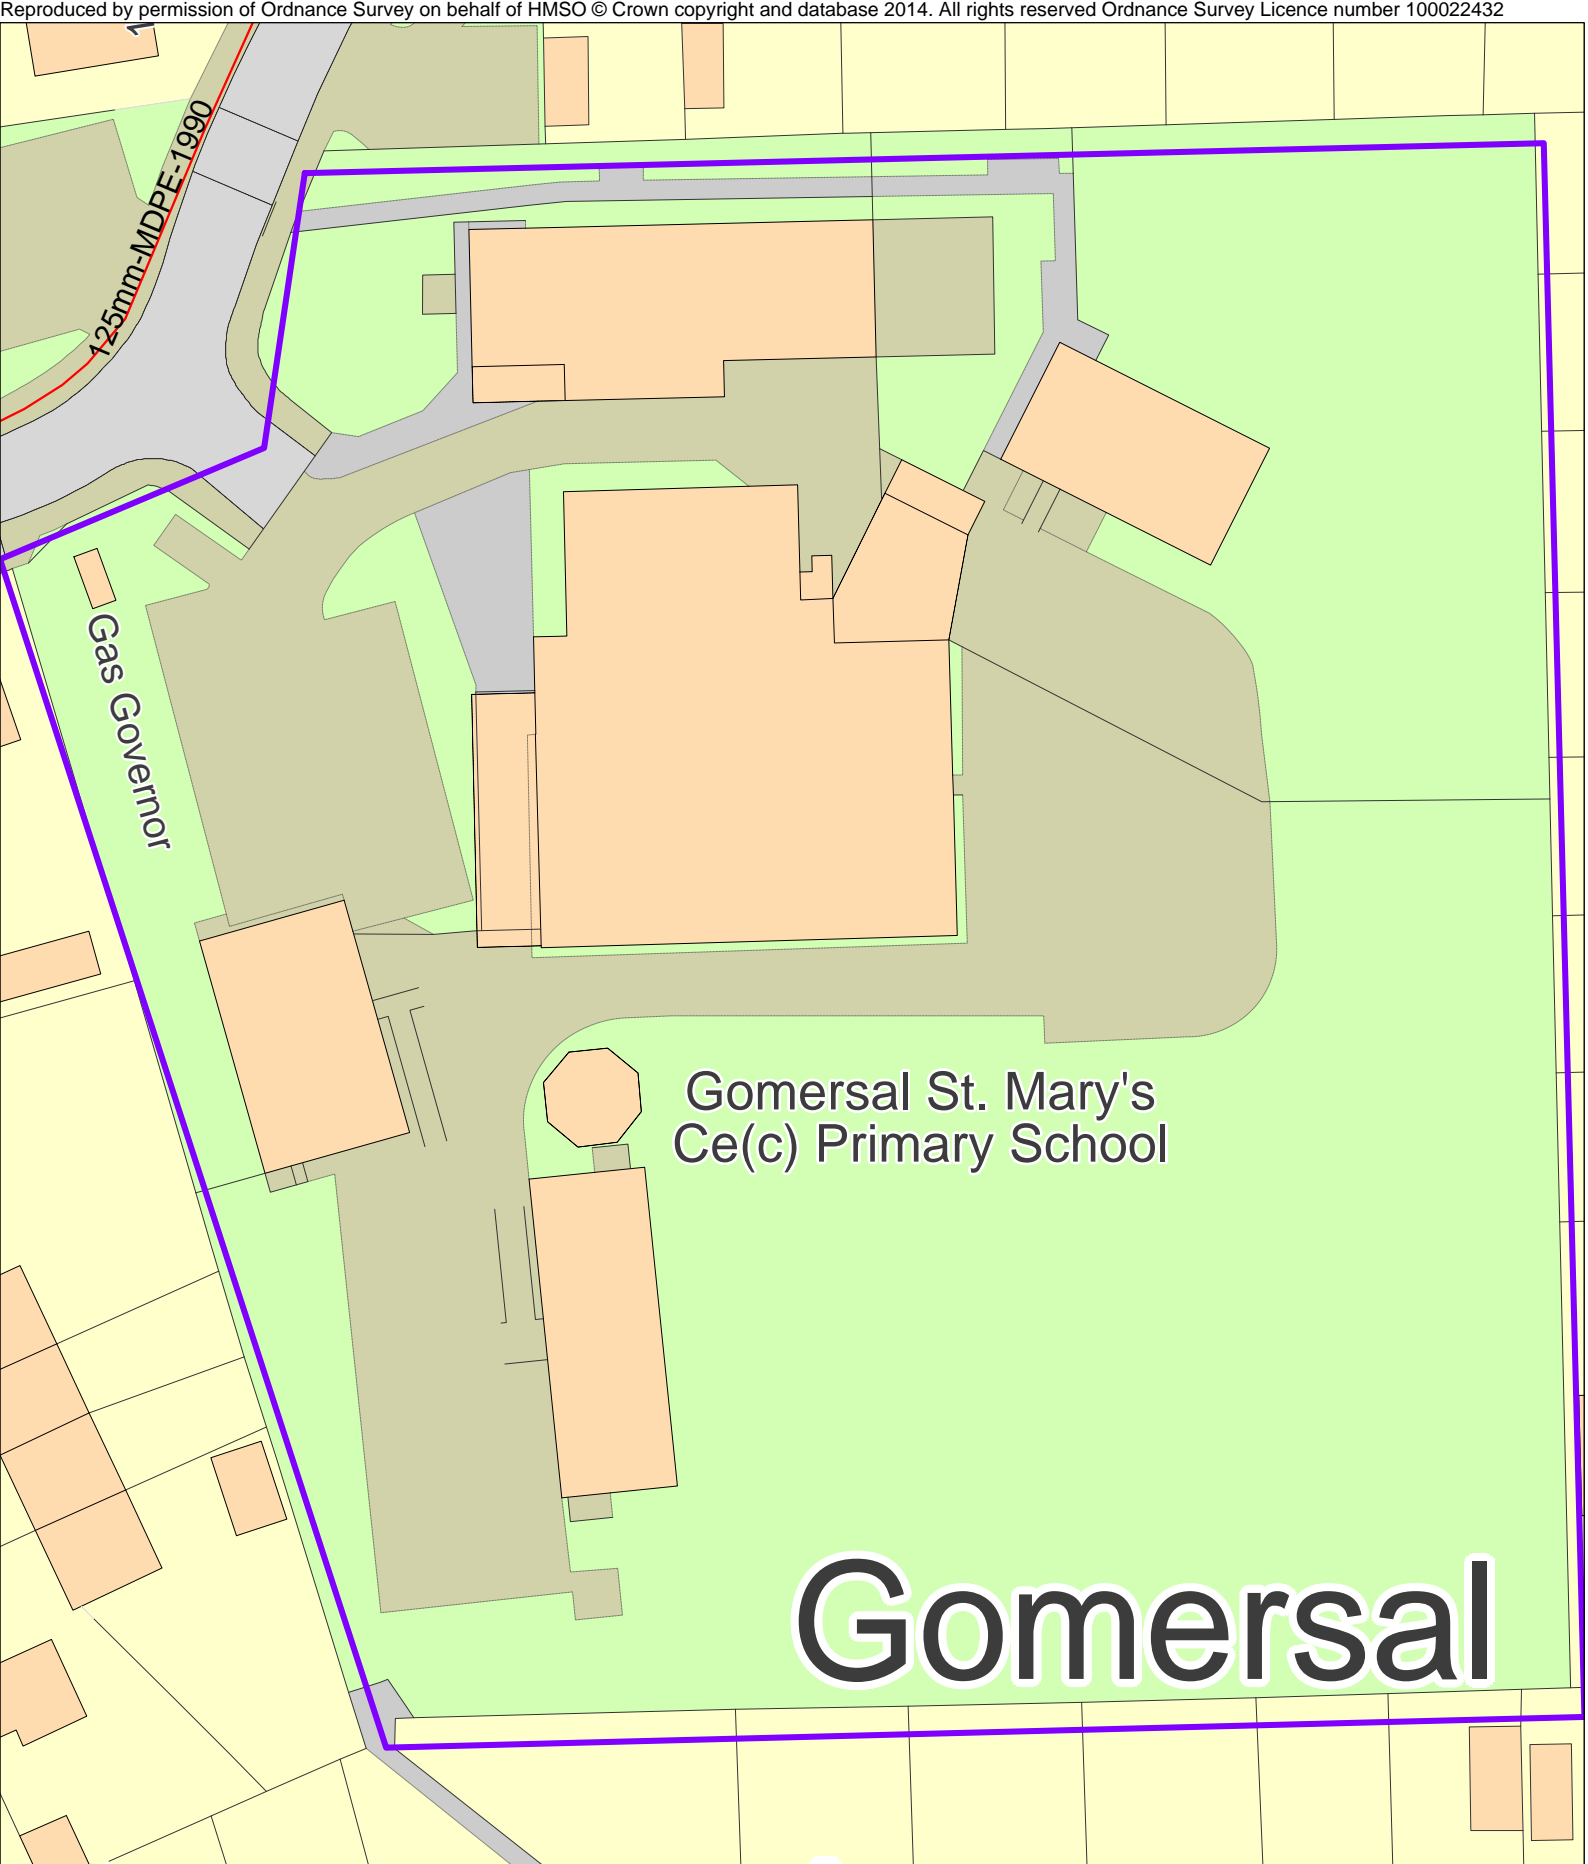 Reproduced by permission of Ordnance Survey on behalf of HMSO © Crown copyright and database 2014. All rights reserved Ordnance Survey Licence number 100022432
125mm-MDPE-1990
Gas Governor
Gomersal St. Mary's
Ce(c) Primary School
Gomersal